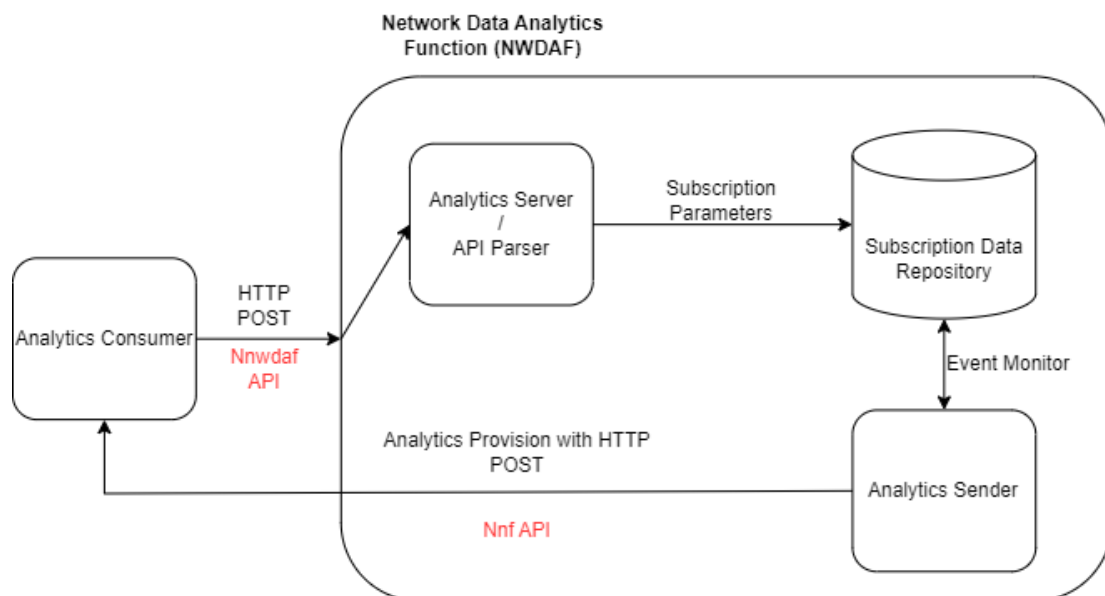 Network Data Analytics
Function (NWDAF)
Analytics Server
/
API Parser
Subscription
Parameters
Subscription Data
Repository
Analytics Consumer
HTTP
POST
Nnwdaf
API
Event Monitor
Analytics Provision with HTTP
POST
Analytics Sender
Nnf API